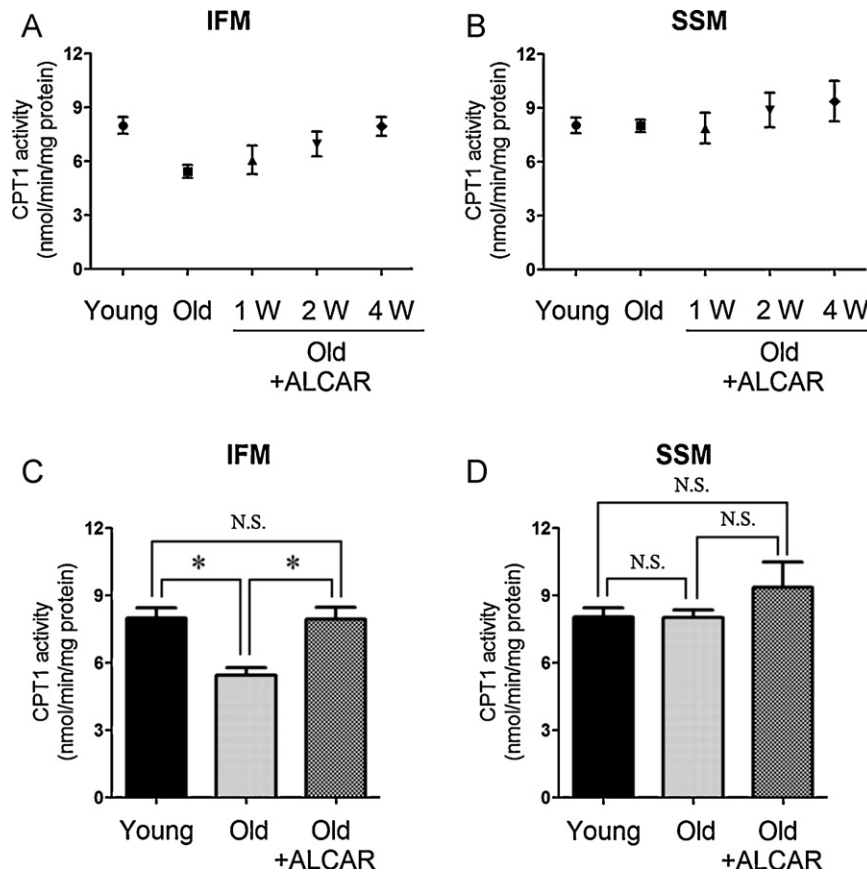 A
IFM
CPT1 activity
(nmol/min/mg protein)
12
9
6
3
0
Young Old 1 W 2 W 4 W
Old
+ALCAR
B
SSM
CPT1 activity
(nmol/min/mg protein)
12
9
6
3
0
Young Old 1 W 2 W 4 W
Old
+ALCAR
C
IFM
CPT1 activity
(nmol/min/mg protein)
12
9
6
3
0
N.S.
* *
Young Old Old
+ALCAR
D
SSM
CPT1 activity
(nmol/min/mg protein)
12
9
6
3
0
N.S.
N.S.
N.S.
Young Old Old
+ALCAR